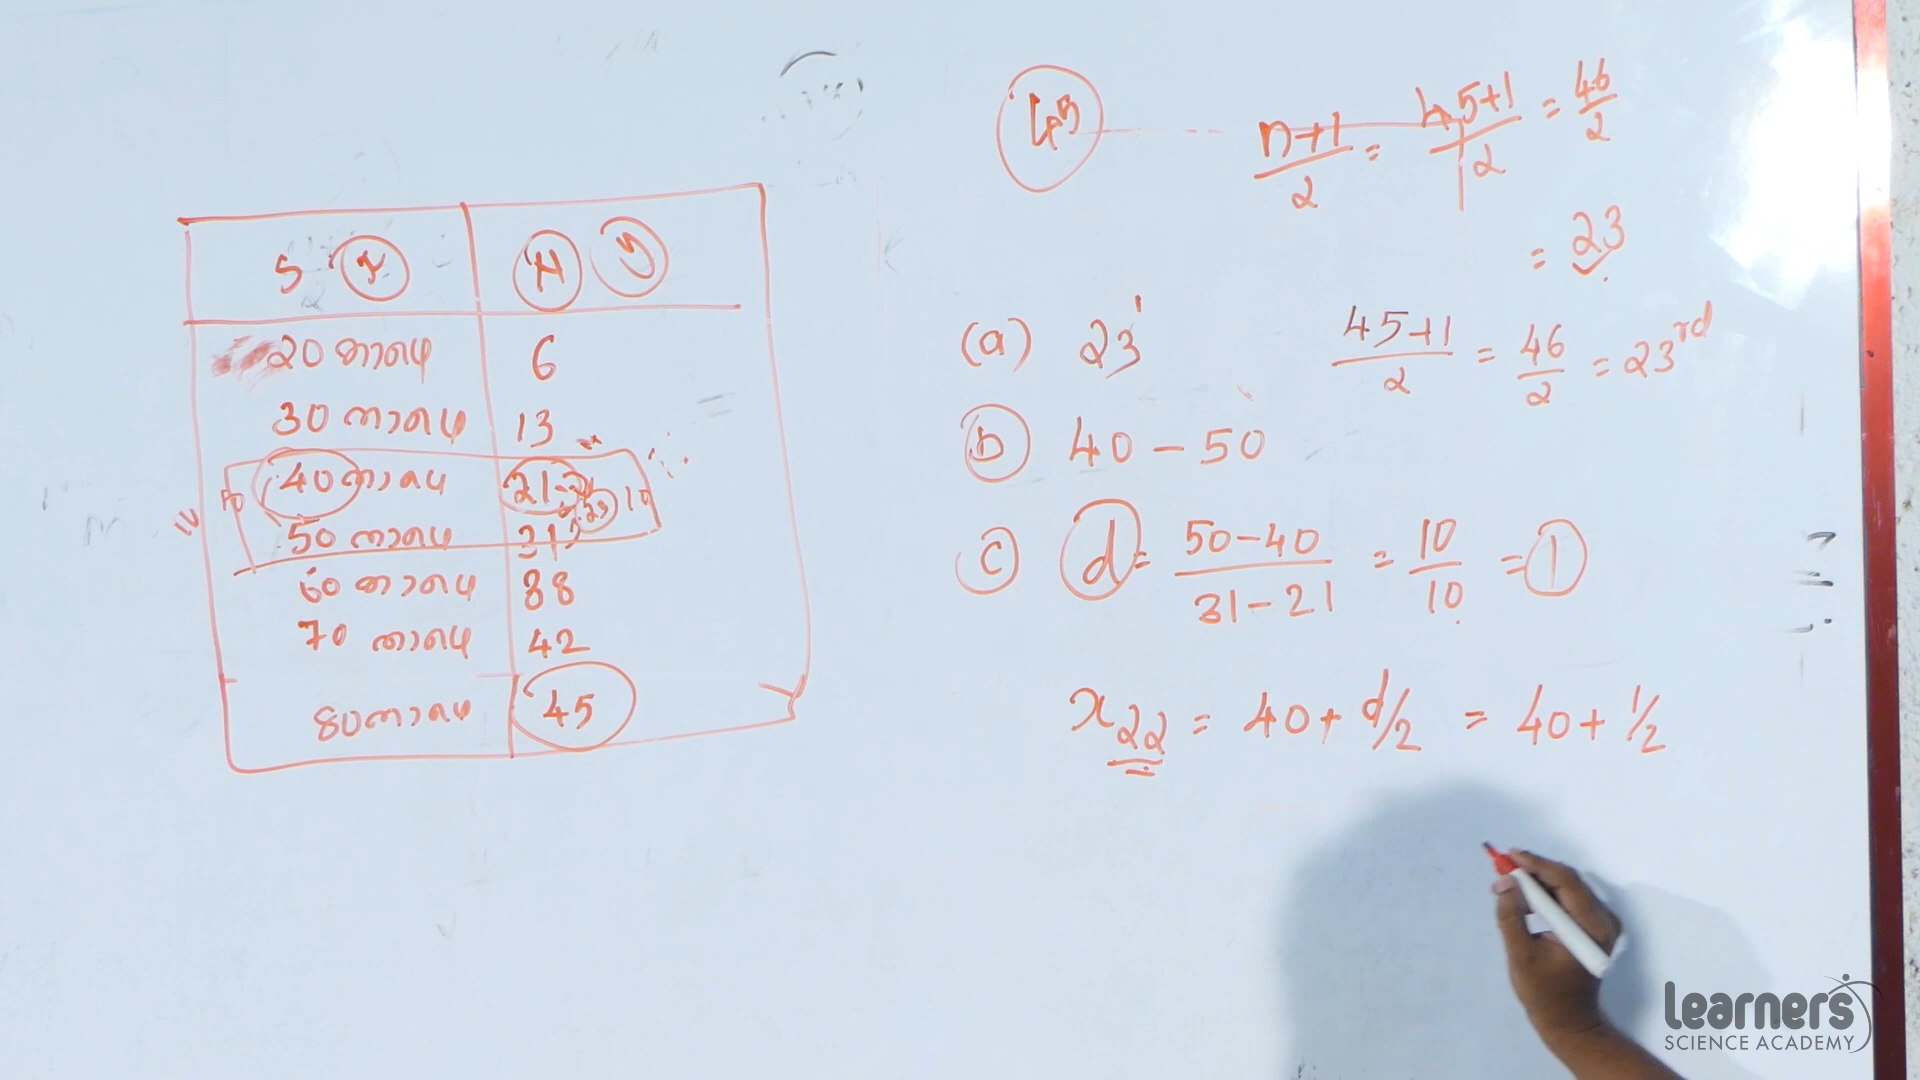 S x N y
20 താഴെ 6
30 താഴെ 13
40 താഴെ 21
50 താഴെ 31
60 താഴെ 38
70 താഴെ 42
80 താഴെ 45
45 n+1/2 = 45+1/2 = 46/2
= 23
(a) 23 45+1/2 = 46/2 = 23rd
(b) 40 - 50
(c) d = 50-40/31-21 = 10/10 = 1
x22 = 40 + d/2 = 40 + 1/2
Learners
SCIENCE ACADEMY